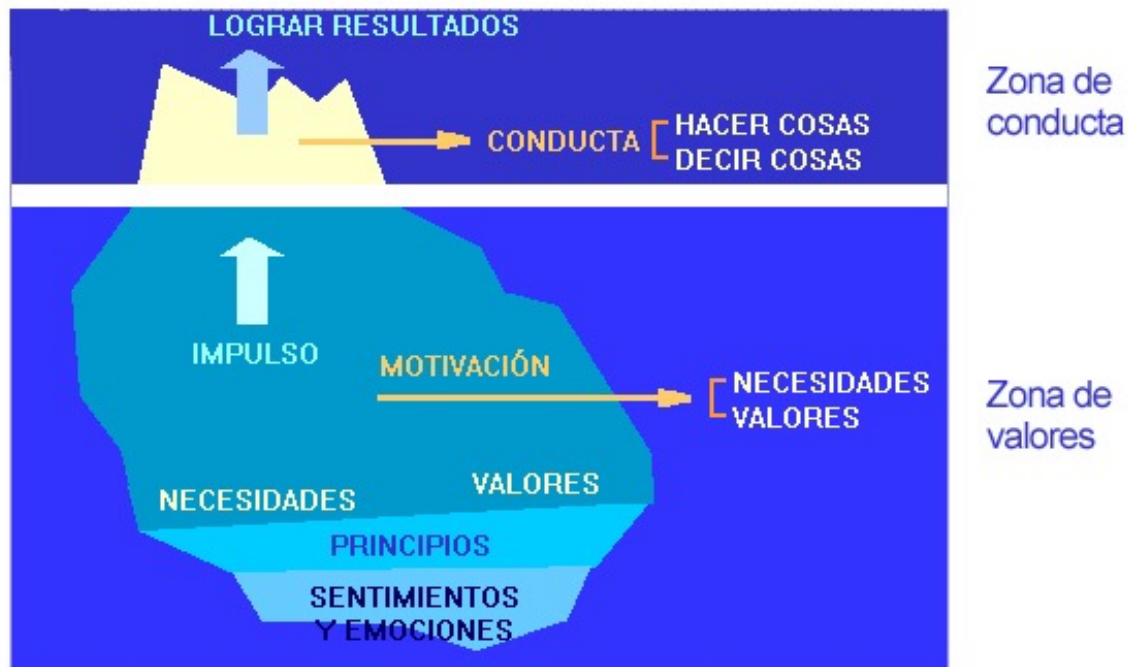 LOGRAR RESULTADOS
CONDUCTA
HACER COSAS
DECIR COSAS
Zona de
conducta
IMPULSO
MOTIVACIÓN
NECESIDADES
VALORES
Zona de
valores
NECESIDADES
VALORES
PRINCIPIOS
SENTIMIENTOS
Y EMOCIONES